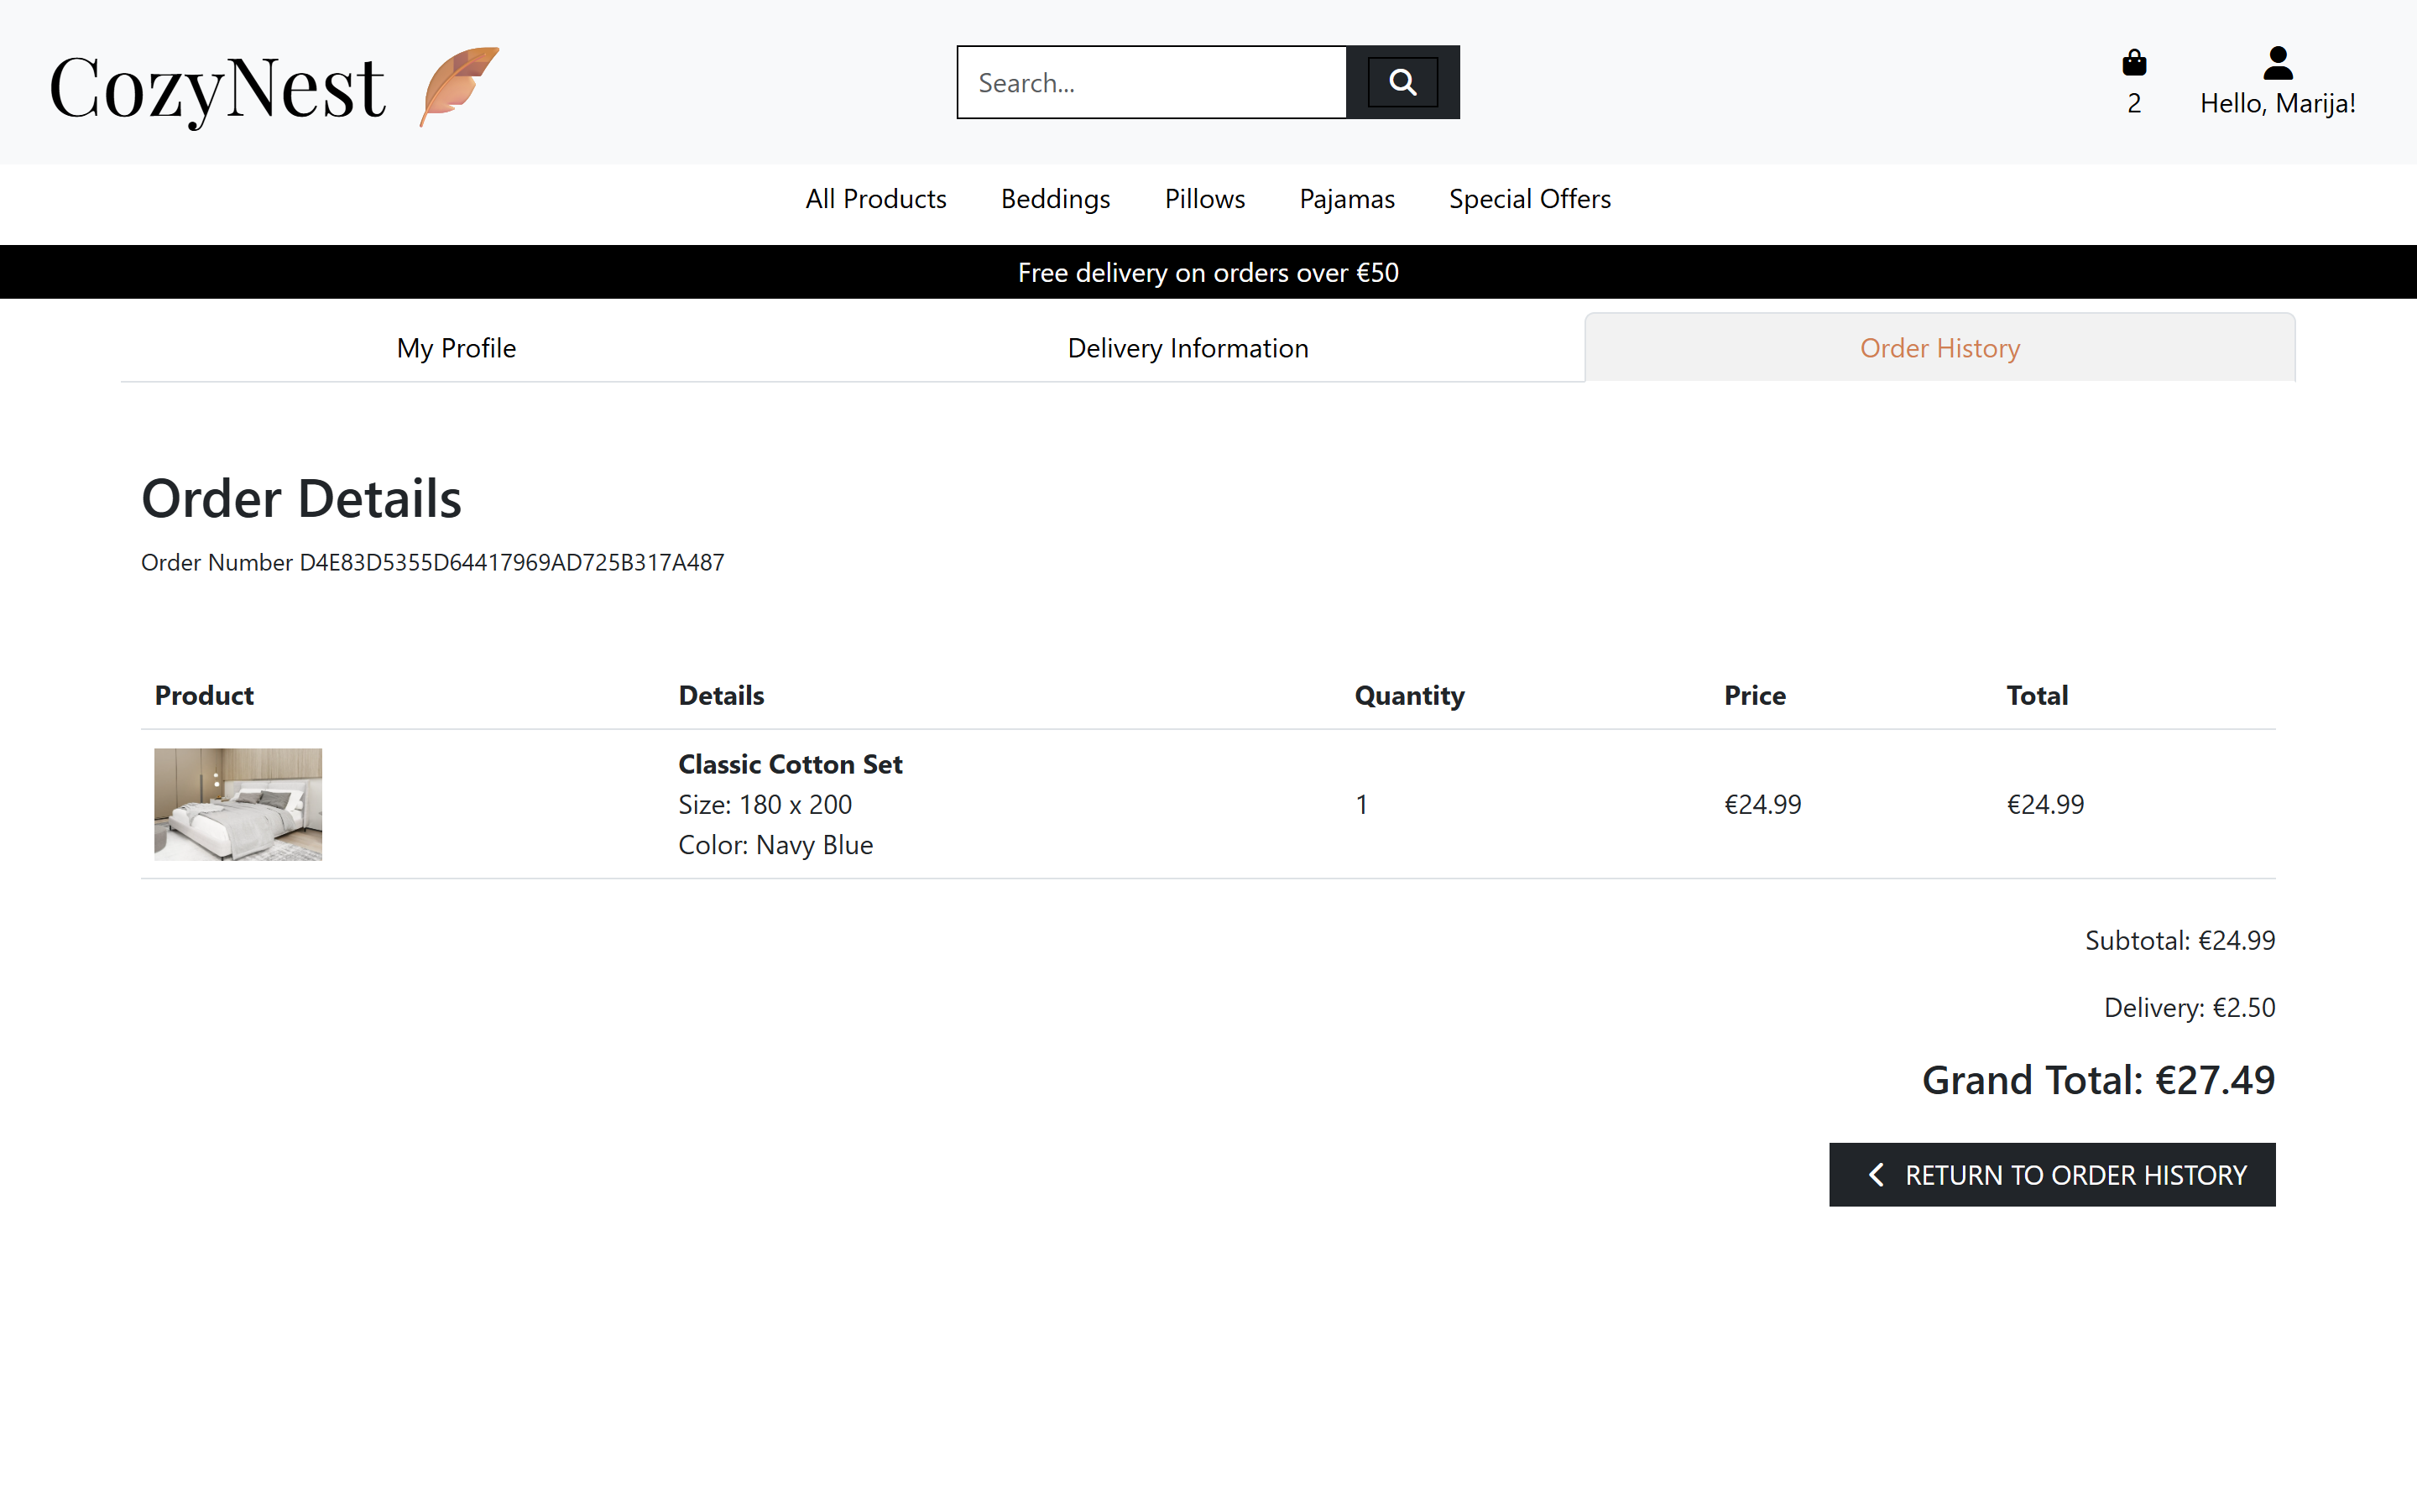 CozyNest
Search...
2
Hello, Marija!
All Products Beddings Pillows Pajamas Special Offers
Free delivery on orders over €50
My Profile Delivery Information Order History
Order Details
Order Number D4E83D5355D64417969AD725B317A487
Product Details Quantity Price Total
Classic Cotton Set
Size: 180 x 200
1 €24.99 €24.99
Color: Navy Blue
Subtotal: €24.99
Delivery: €2.50
Grand Total: €27.49
RETURN TO ORDER HISTORY